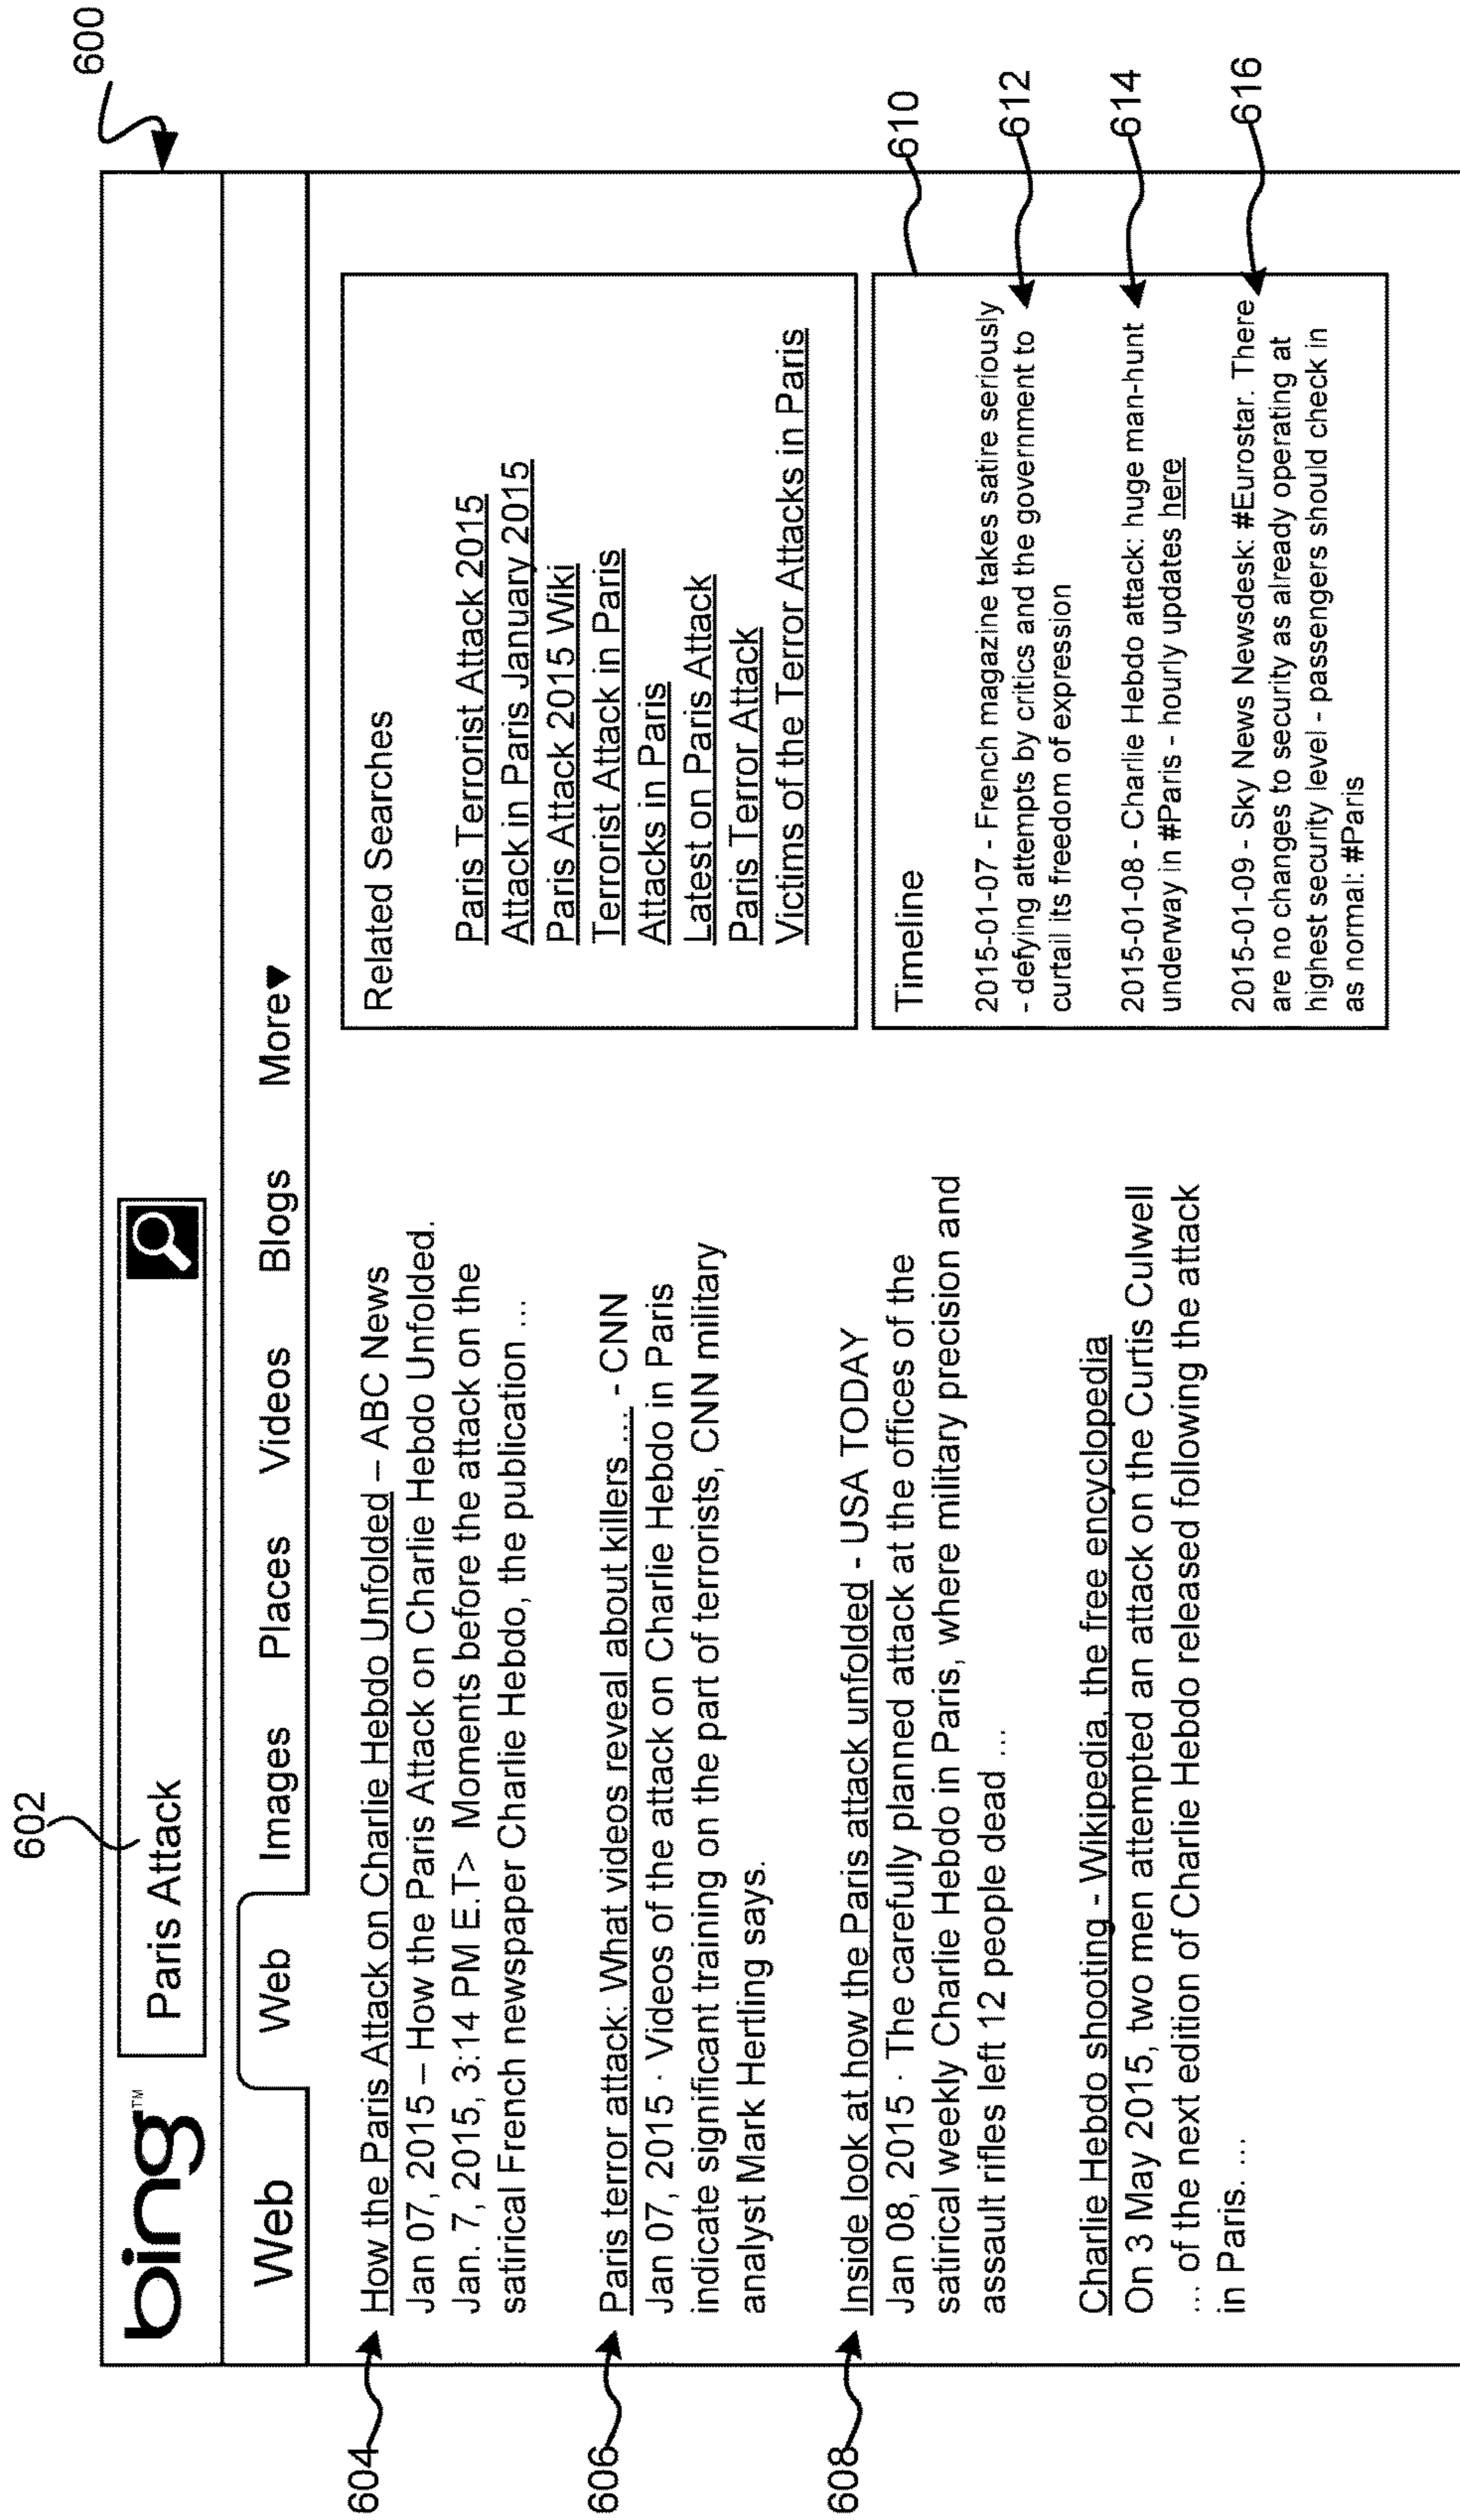 600
602
bing™
Paris Attack
Web
Web
Images
Places
Videos
Blogs
More▾
604
How the Paris Attack on Charlie Hebdo Unfolded – ABC News
Jan 07, 2015 – How the Paris Attack on Charlie Hebdo Unfolded.
Jan. 7, 2015, 3:14 PM E.T> Moments before the attack on the
satirical French newspaper Charlie Hebdo, the publication ...
606
Paris terror attack: What videos reveal about killers ... - CNN
Jan 07, 2015 · Videos of the attack on Charlie Hebdo in Paris
indicate significant training on the part of terrorists, CNN military
analyst Mark Hertling says.
608
Inside look at how the Paris attack unfolded - USA TODAY
Jan 08, 2015 · The carefully planned attack at the offices of the
satirical weekly Charlie Hebdo in Paris, where military precision and
assault rifles left 12 people dead ...
Charlie Hebdo shooting - Wikipedia, the free encyclopedia
On 3 May 2015, two men attempted an attack on the Curtis Culwell
... of the next edition of Charlie Hebdo released following the attack
in Paris. ...
Related Searches
Paris Terrorist Attack 2015
Attack in Paris January 2015
Paris Attack 2015 Wiki
Terrorist Attack in Paris
Attacks in Paris
Latest on Paris Attack
Paris Terror Attack
Victims of the Terror Attacks in Paris
610
Timeline
2015-01-07 - French magazine takes satire seriously
- defying attempts by critics and the government to
curtail its freedom of expression
612
2015-01-08 - Charlie Hebdo attack: huge man-hunt
underway in #Paris - hourly updates here
614
2015-01-09 - Sky News Newsdesk: #Eurostar. There
are no changes to security as already operating at
highest security level - passengers should check in
as normal: #Paris
616